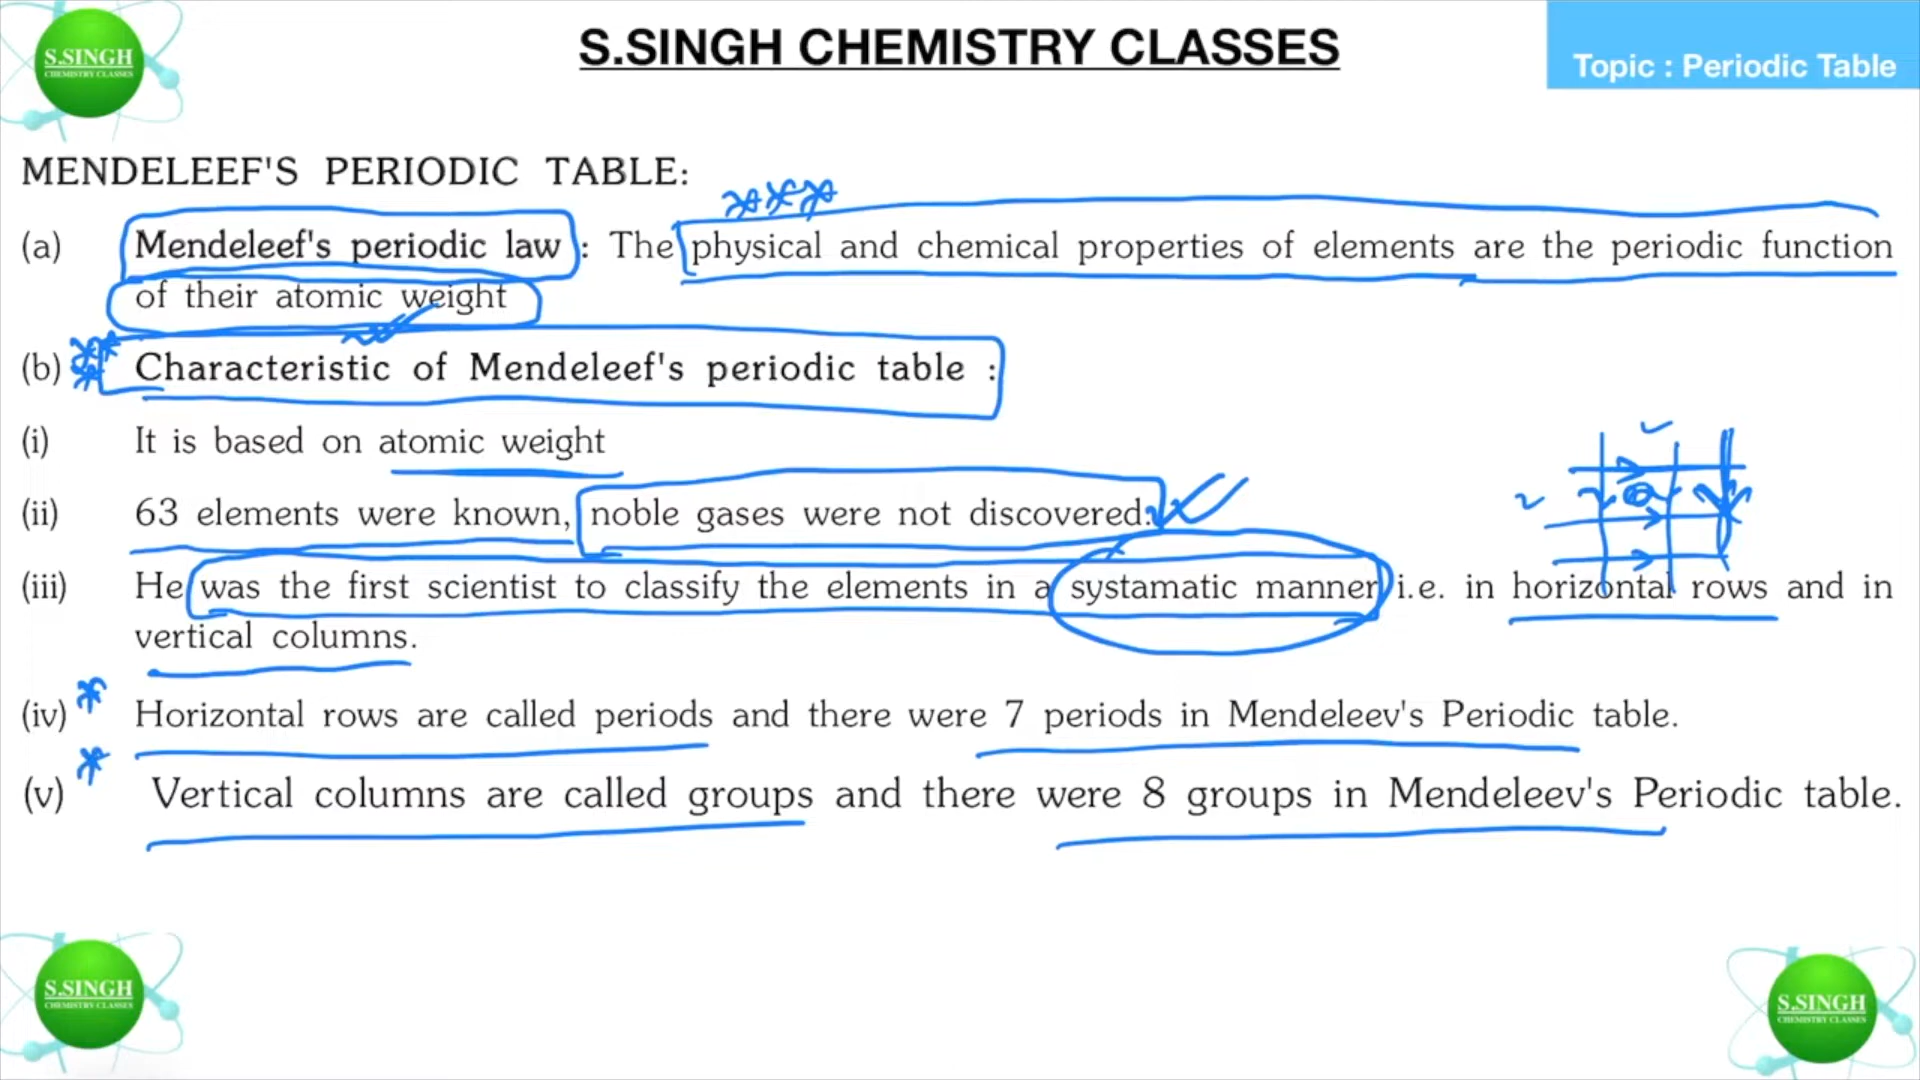 S.SINGH
CHEMISTRY CLASSES
S.SINGH CHEMISTRY CLASSES
Topic : Periodic Table
MENDELEEF'S PERIODIC TABLE:
(a) Mendeleef's periodic law : The physical and chemical properties of elements are the periodic function
of their atomic weight
(b) Characteristic of Mendeleef's periodic table :
(i) It is based on atomic weight
(ii) 63 elements were known, noble gases were not discovered.
(iii) He was the first scientist to classify the elements in a systamatic manner i.e. in horizontal rows and in
vertical columns.
(iv) Horizontal rows are called periods and there were 7 periods in Mendeleev's Periodic table.
(v) Vertical columns are called groups and there were 8 groups in Mendeleev's Periodic table.
S.SINGH
CHEMISTRY CLASSES
S.SINGH
CHEMISTRY CLASSES